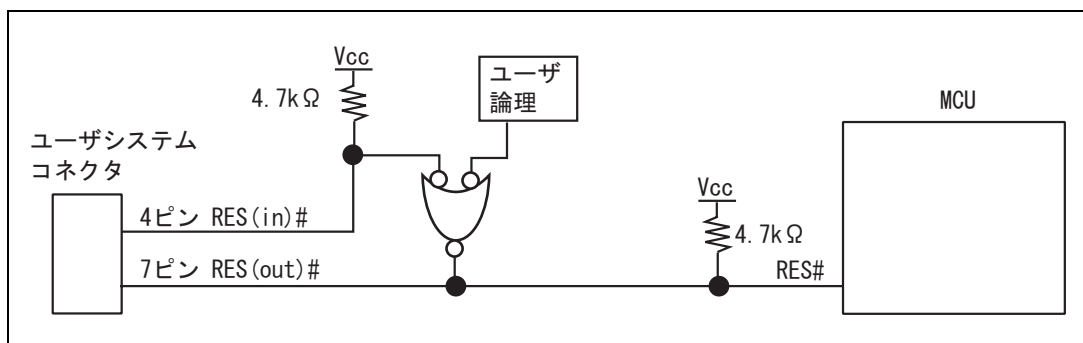 Vcc
4.7kΩ
ユーザ
論理
MCU
ユーザシステム
コネクタ
4ピン RES(in)#
7ピン RES(out)#
Vcc
4.7kΩ
RES#